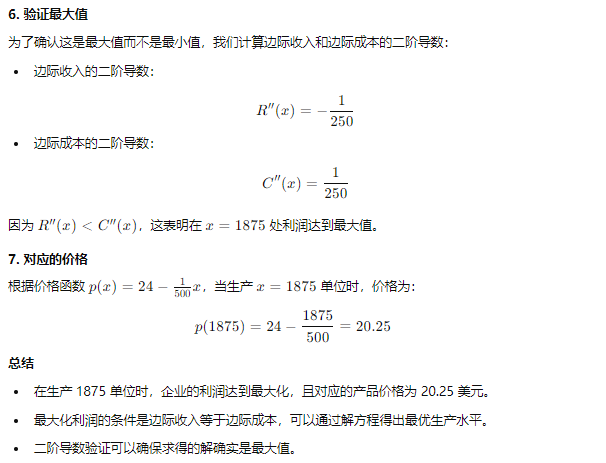 6. 验证最大值
为了确认这是最大值而不是最小值，我们计算边际收入和边际成本的二阶导数：
• 边际收入的二阶导数：
R''(x) = -\frac{1}{250}
• 边际成本的二阶导数：
C''(x) = \frac{1}{250}
因为 R''(x) < C''(x)，这表明在 x = 1875 处利润达到最大值。
7. 对应的价格
根据价格函数 p(x) = 24 - \frac{1}{500}x，当生产 x = 1875 单位时，价格为：
p(1875) = 24 - \frac{1875}{500} = 20.25
总结
• 在生产 1875 单位时，企业的利润达到最大化，且对应的产品价格为 20.25 美元。
• 最大化利润的条件是边际收入等于边际成本，可以通过解方程得出最优生产水平。
• 二阶导数验证可以确保求得的解确实是最大值。